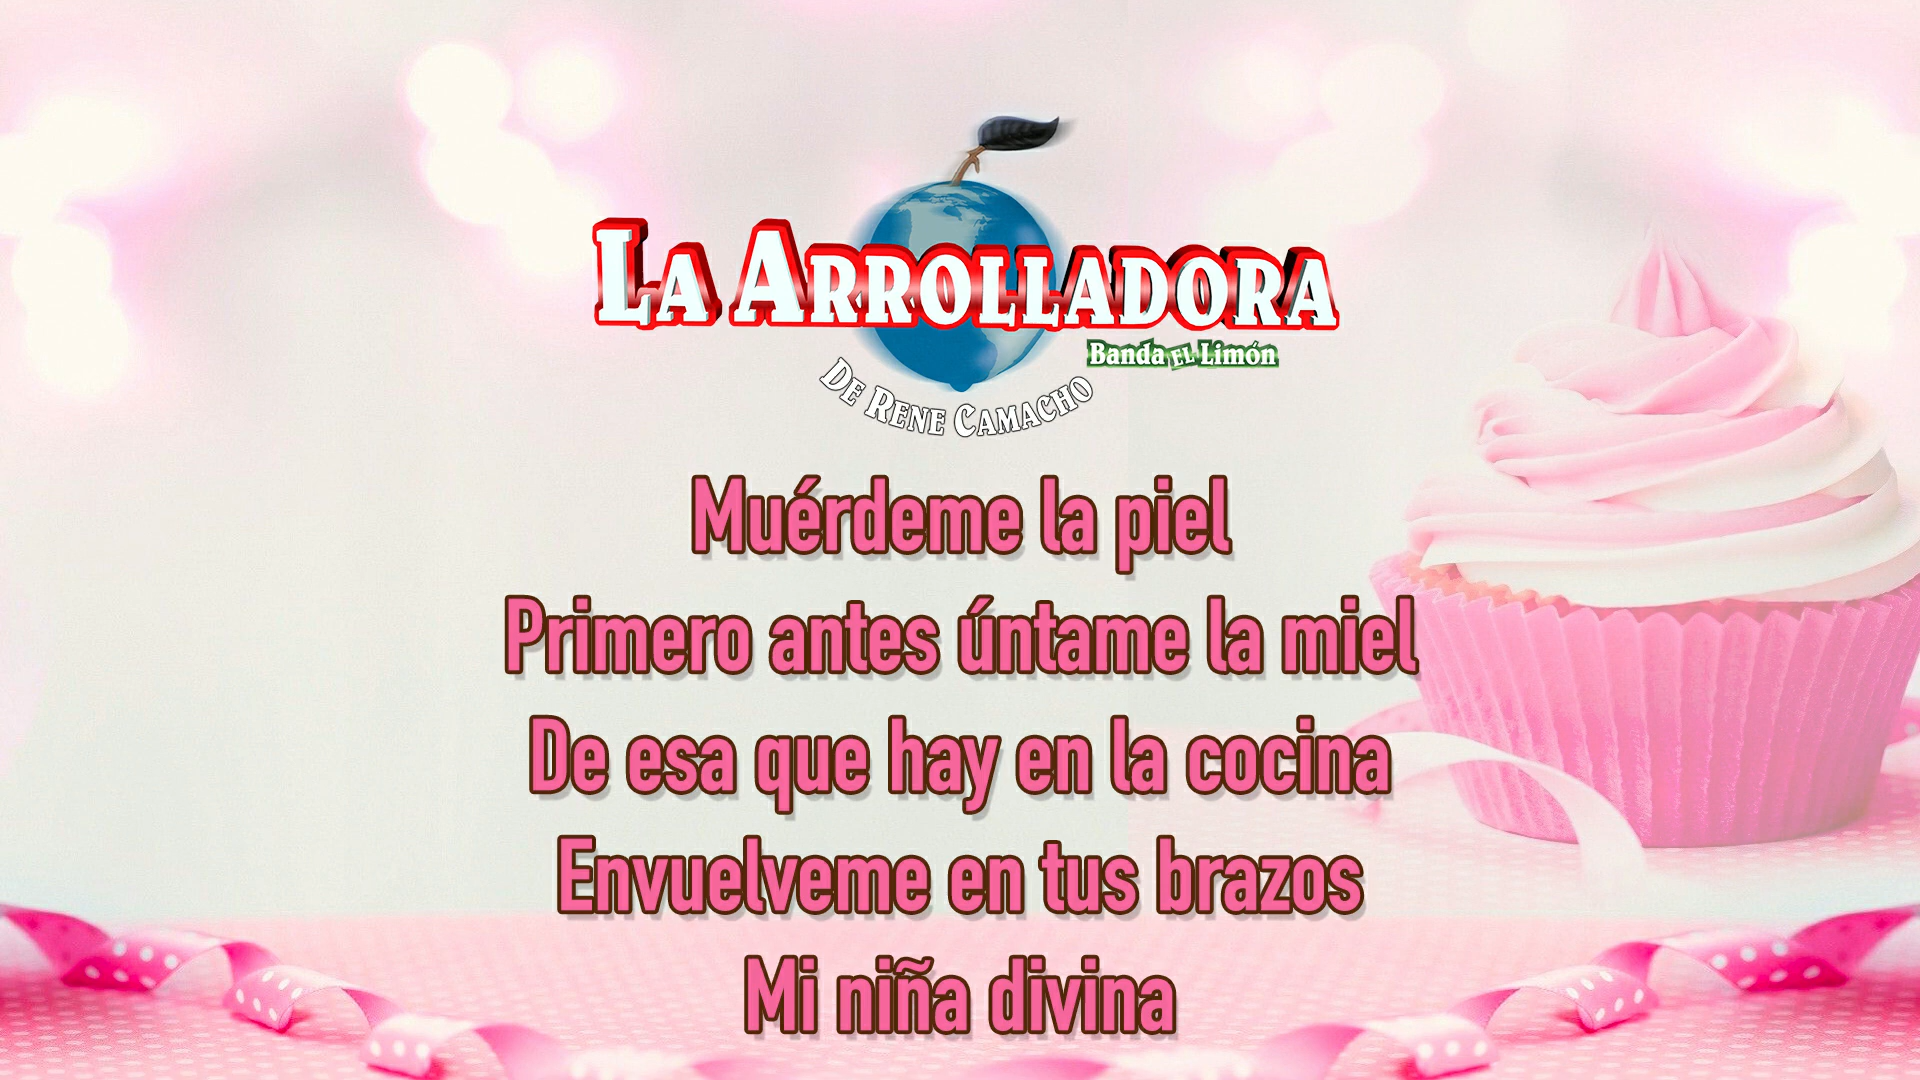 LA ARROLLADORA
Banda EL Limón
DE RENE CAMACHO
Muérdeme la piel
Primero antes úntame la miel
De esa que hay en la cocina
Envuelveme en tus brazos
Mi niña divina